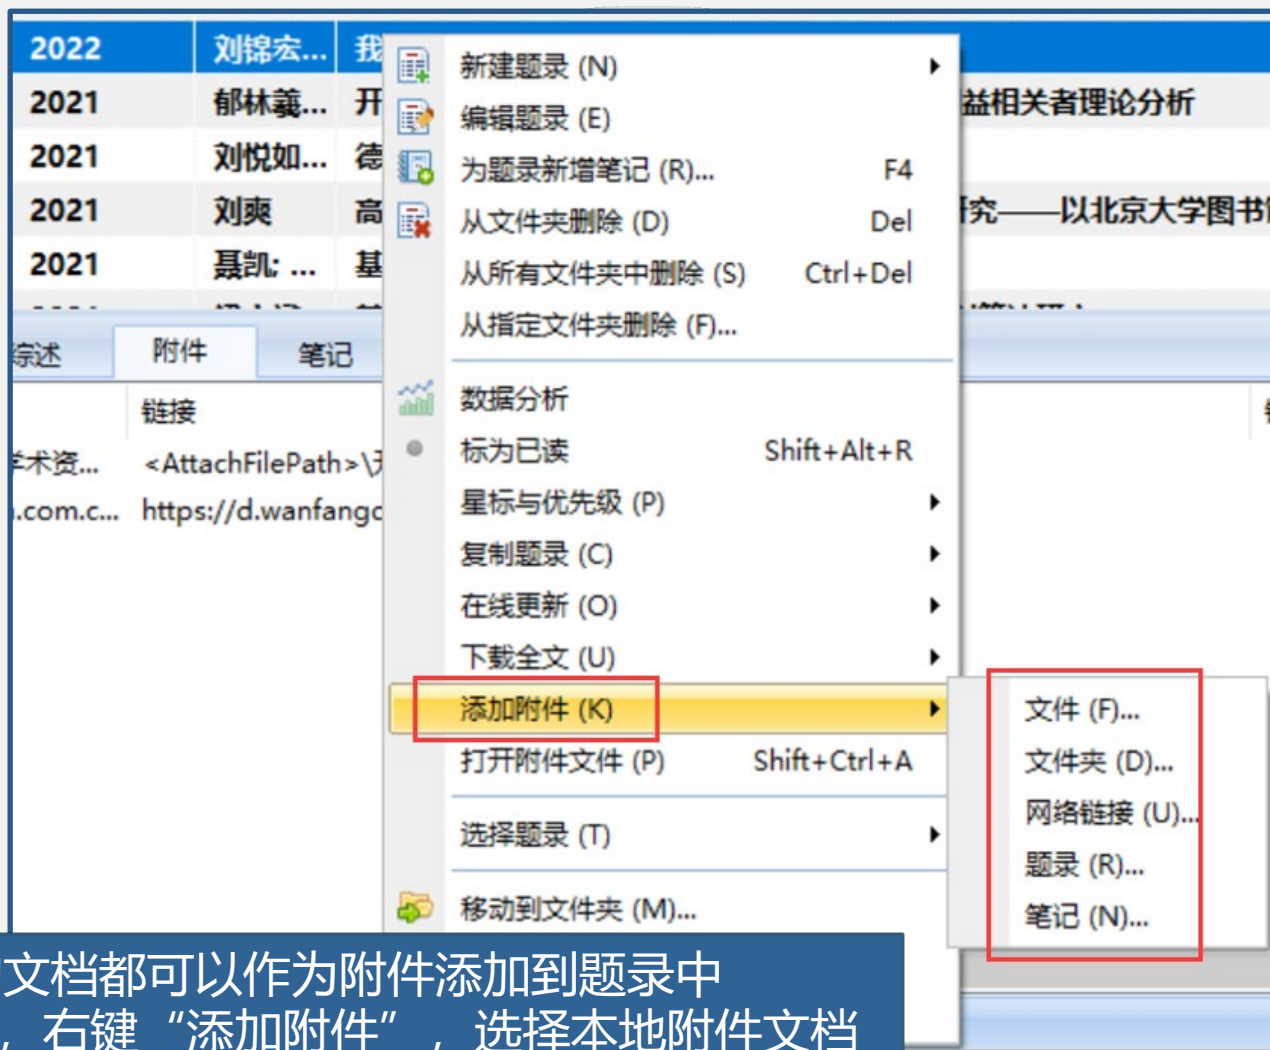 2022 刘锦宏... 我
2021 郁林羲... 开 益相关者理论分析
2021 刘悦如... 德
2021 刘爽 高 究——以北京大学图书
2021 聂凯; ... 基
综述 附件 笔记
链接
学术资... <AttachFilePath>\
.com.c... https://d.wanfang
新建题录 (N)
编辑题录 (E)
为题录新增笔记 (R)... F4
从文件夹删除 (D) Del
从所有文件夹中删除 (S) Ctrl+Del
从指定文件夹删除 (F)...
数据分析
标为已读 Shift+Alt+R
星标与优先级 (P)
复制题录 (C)
在线更新 (O)
下载全文 (U)
添加附件 (K)
打开附件文件 (P) Shift+Ctrl+A
选择题录 (T)
移动到文件夹 (M)...
文件 (F)...
文件夹 (D)...
网络链接 (U)...
题录 (R)...
笔记 (N)...
文档都可以作为附件添加到题录中
，右键“添加附件”，选择本地附件文档